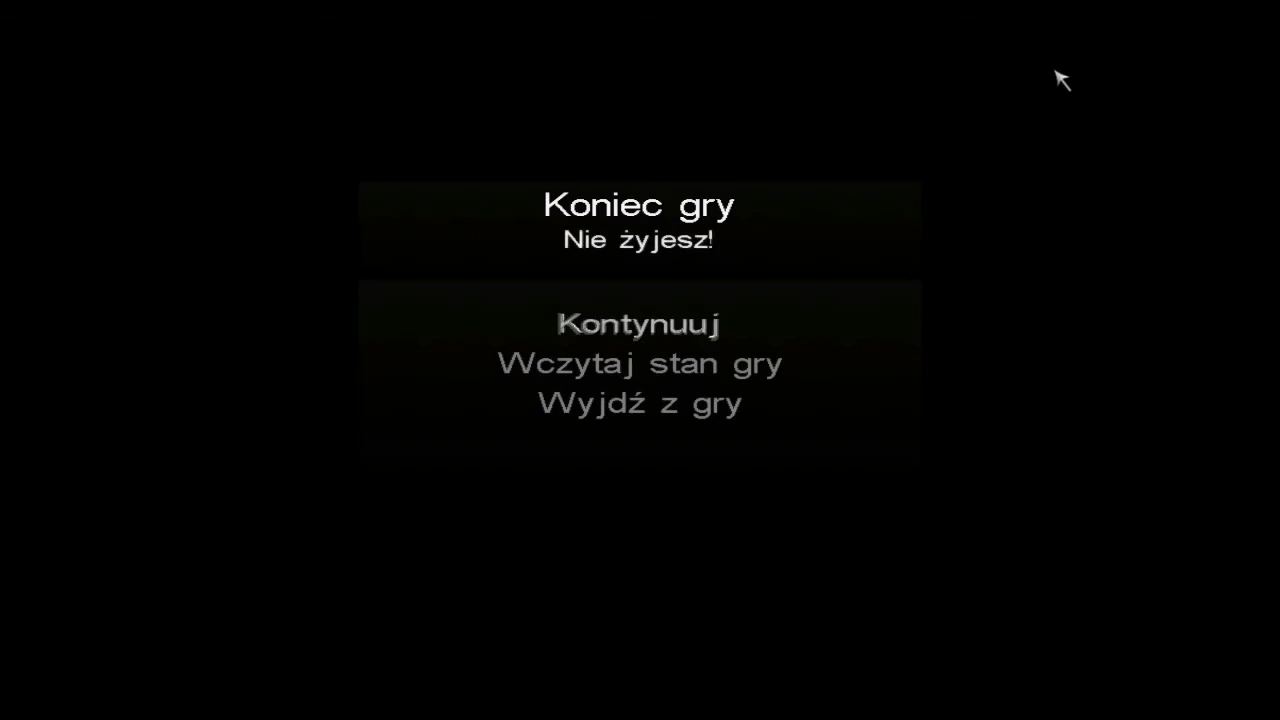 Koniec gry
Nie żyjesz!
Kontynuuj
Wczytaj stan gry
Wyjdź z gry